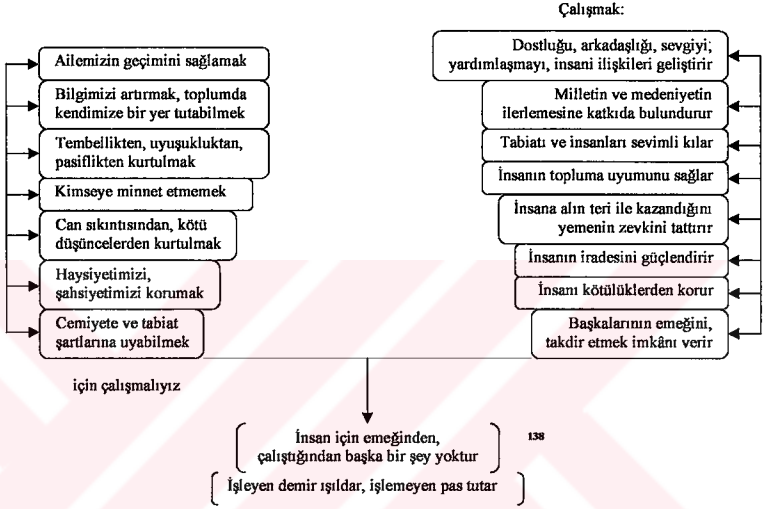 Ailemizin geçimini sağlamak
Bilgimizi artırmak, toplumda
kendimize bir yer tutabilmek
Tembellikten, uyuşukluktan,
pasiflikten kurtulmak
Kimseye minnet etmemek
Can sıkıntısından, kötü
düşüncelerden kurtulmak
Haysiyetimizi,
şahsiyetimizi korumak
Cemiyete ve tabiat
şartlarına uyabilmek
için çalışmalıyız
Çalışmak:
Dostluğu, arkadaşlığı, sevgiyi,
yardımlaşmayı, insani ilişkileri geliştirir
Milletin ve medeniyetin
ilerlemesine katkıda bulundurur
Tabiatı ve insanları sevimli kılar
İnsanın topluma uyumunu sağlar
İnsana alın teri ile kazandığını
yemenin zevkini tattırır
İnsanın iradesini güçlendirir
İnsanı kötülüklerden korur
Başkalarının emeğini,
takdir etmek imkânı verir
İnsan için emeğinden,
çalıştığından başka bir şey yoktur
138
İşleyen demir ışıldar, işlemeyen pas tutar